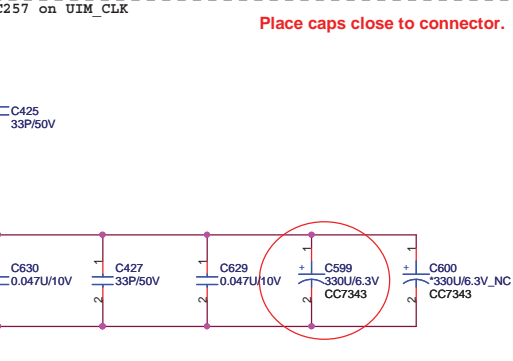 C257 on UIM_CLK
Place caps close to connector.
C425
33P/50V
1
1
1
1
C630
0.047U/10V
C427
33P/50V
C629
0.047U/10V
+
C599
330U/6.3V
CC7343
+
C600
*330U/6.3V_NC
CC7343
2
2
2
2